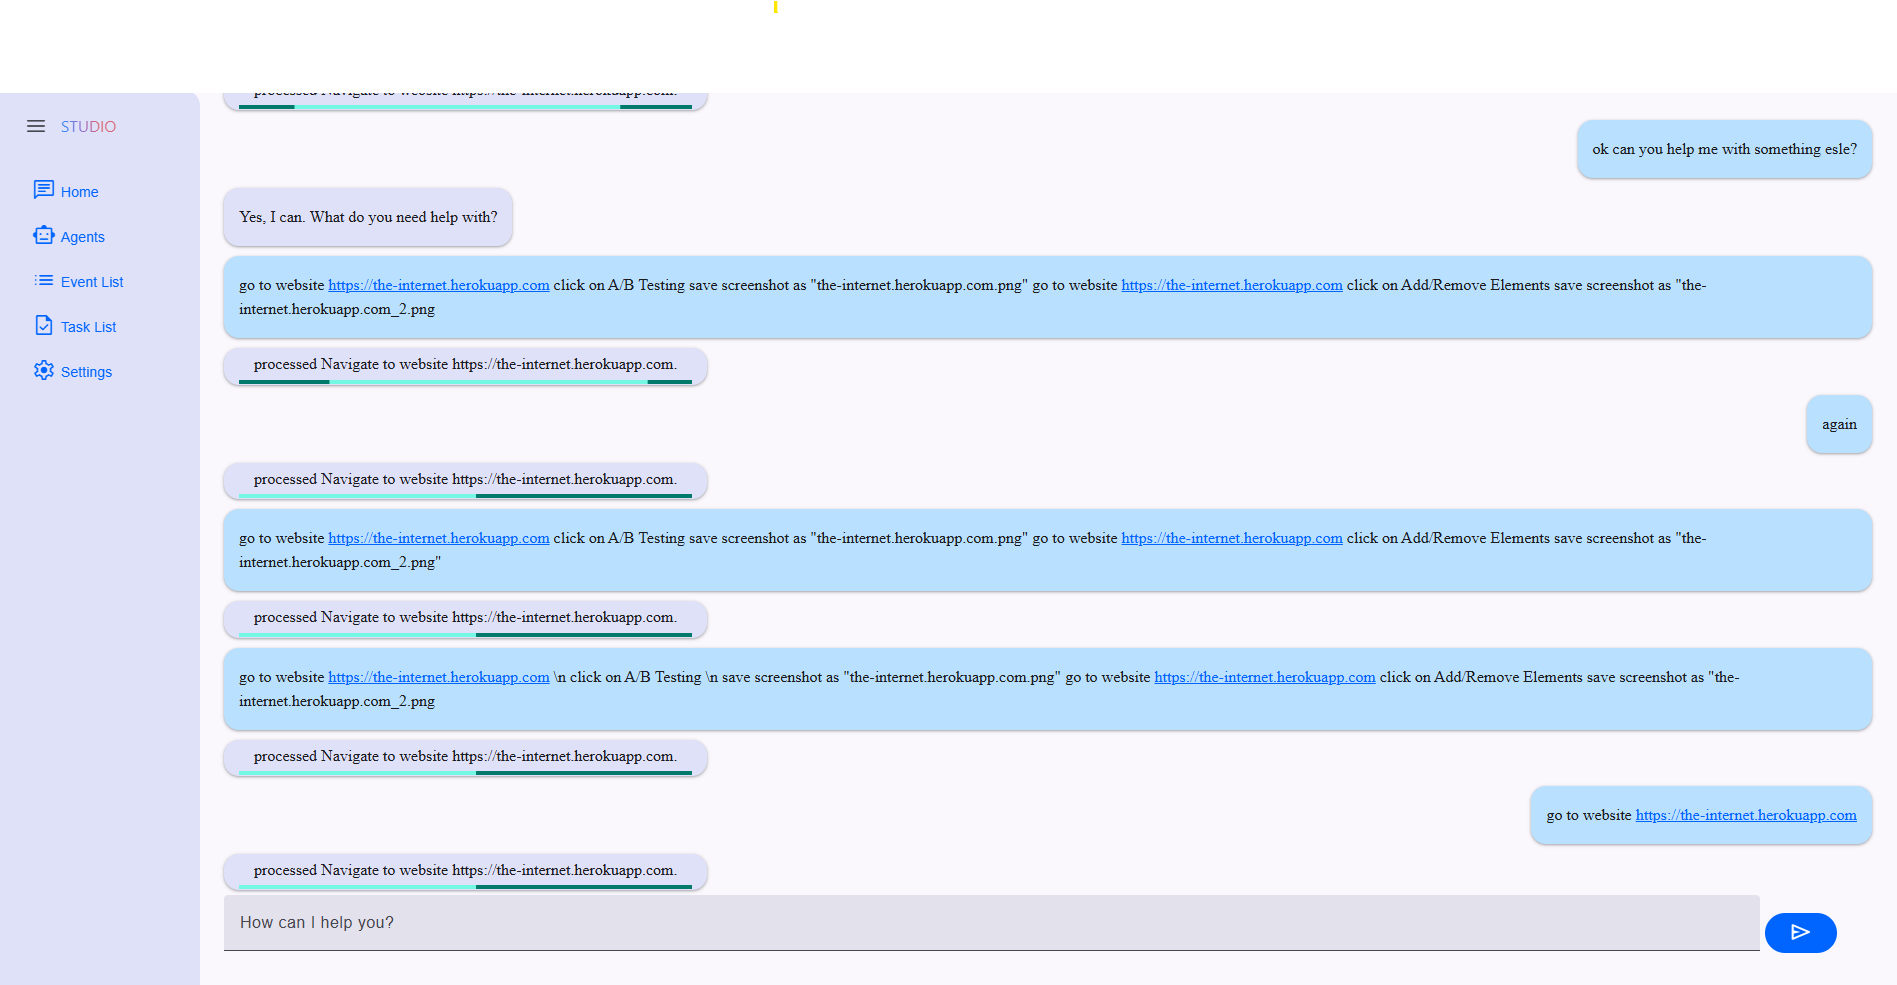 processed Navigate to website https://the-internet.herokuapp.com.
STUDIO
ok can you help me with something esle?
Home
Yes, I can. What do you need help with?
Agents
Event List
go to website https://the-internet.herokuapp.com click on A/B Testing save screenshot as "the-internet.herokuapp.com.png" go to website https://the-internet.herokuapp.com click on Add/Remove Elements save screenshot as "the-
internet.herokuapp.com_2.png
Task List
Settings
processed Navigate to website https://the-internet.herokuapp.com.
again
processed Navigate to website https://the-internet.herokuapp.com.
go to website https://the-internet.herokuapp.com click on A/B Testing save screenshot as "the-internet.herokuapp.com.png" go to website https://the-internet.herokuapp.com click on Add/Remove Elements save screenshot as "the-
internet.herokuapp.com_2.png"
processed Navigate to website https://the-internet.herokuapp.com.
go to website https://the-internet.herokuapp.com \n click on A/B Testing \n save screenshot as "the-internet.herokuapp.com.png" go to website https://the-internet.herokuapp.com click on Add/Remove Elements save screenshot as "the-
internet.herokuapp.com_2.png
processed Navigate to website https://the-internet.herokuapp.com.
go to website https://the-internet.herokuapp.com
processed Navigate to website https://the-internet.herokuapp.com.
How can I help you?